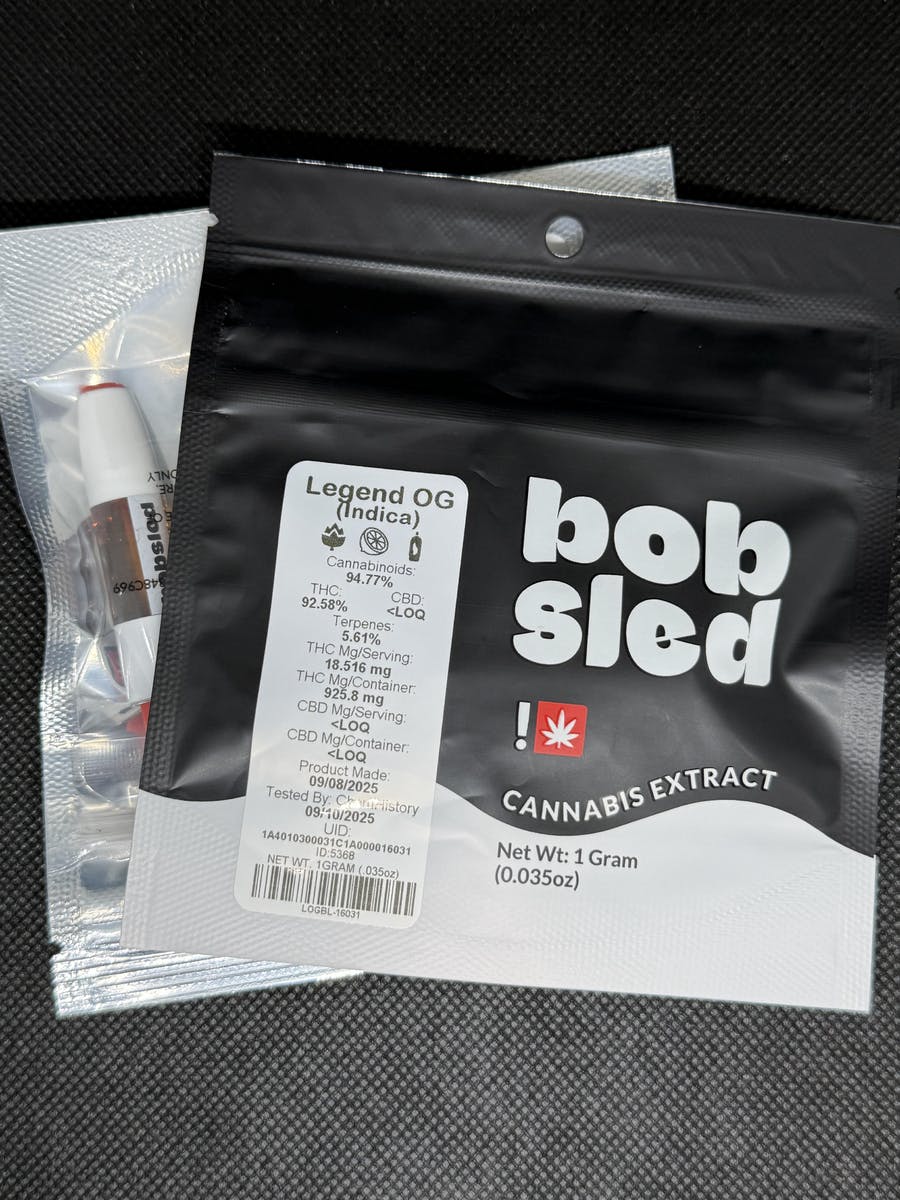 Legend OG
(Indica)
Cannabinoids:
94.77%
THC: CBD:
92.58% <LOQ
Terpenes:
5.61%
THC Mg/Serving:
18.516 mg
THC Mg/Container:
925.8 mg
CBD Mg/Serving:
<LOQ
CBD Mg/Container:
<LOQ
Product Made:
09/08/2025
Tested By: ChemHistory
09/10/2025
UID:
1A4010300031C1A000016031
ID:5368
NET WT. 1GRAM (.035oz)
LOGBL-16031
bob
sled
!
CANNABIS EXTRACT
Net Wt: 1 Gram
(0.035oz)
ONLY
348C969